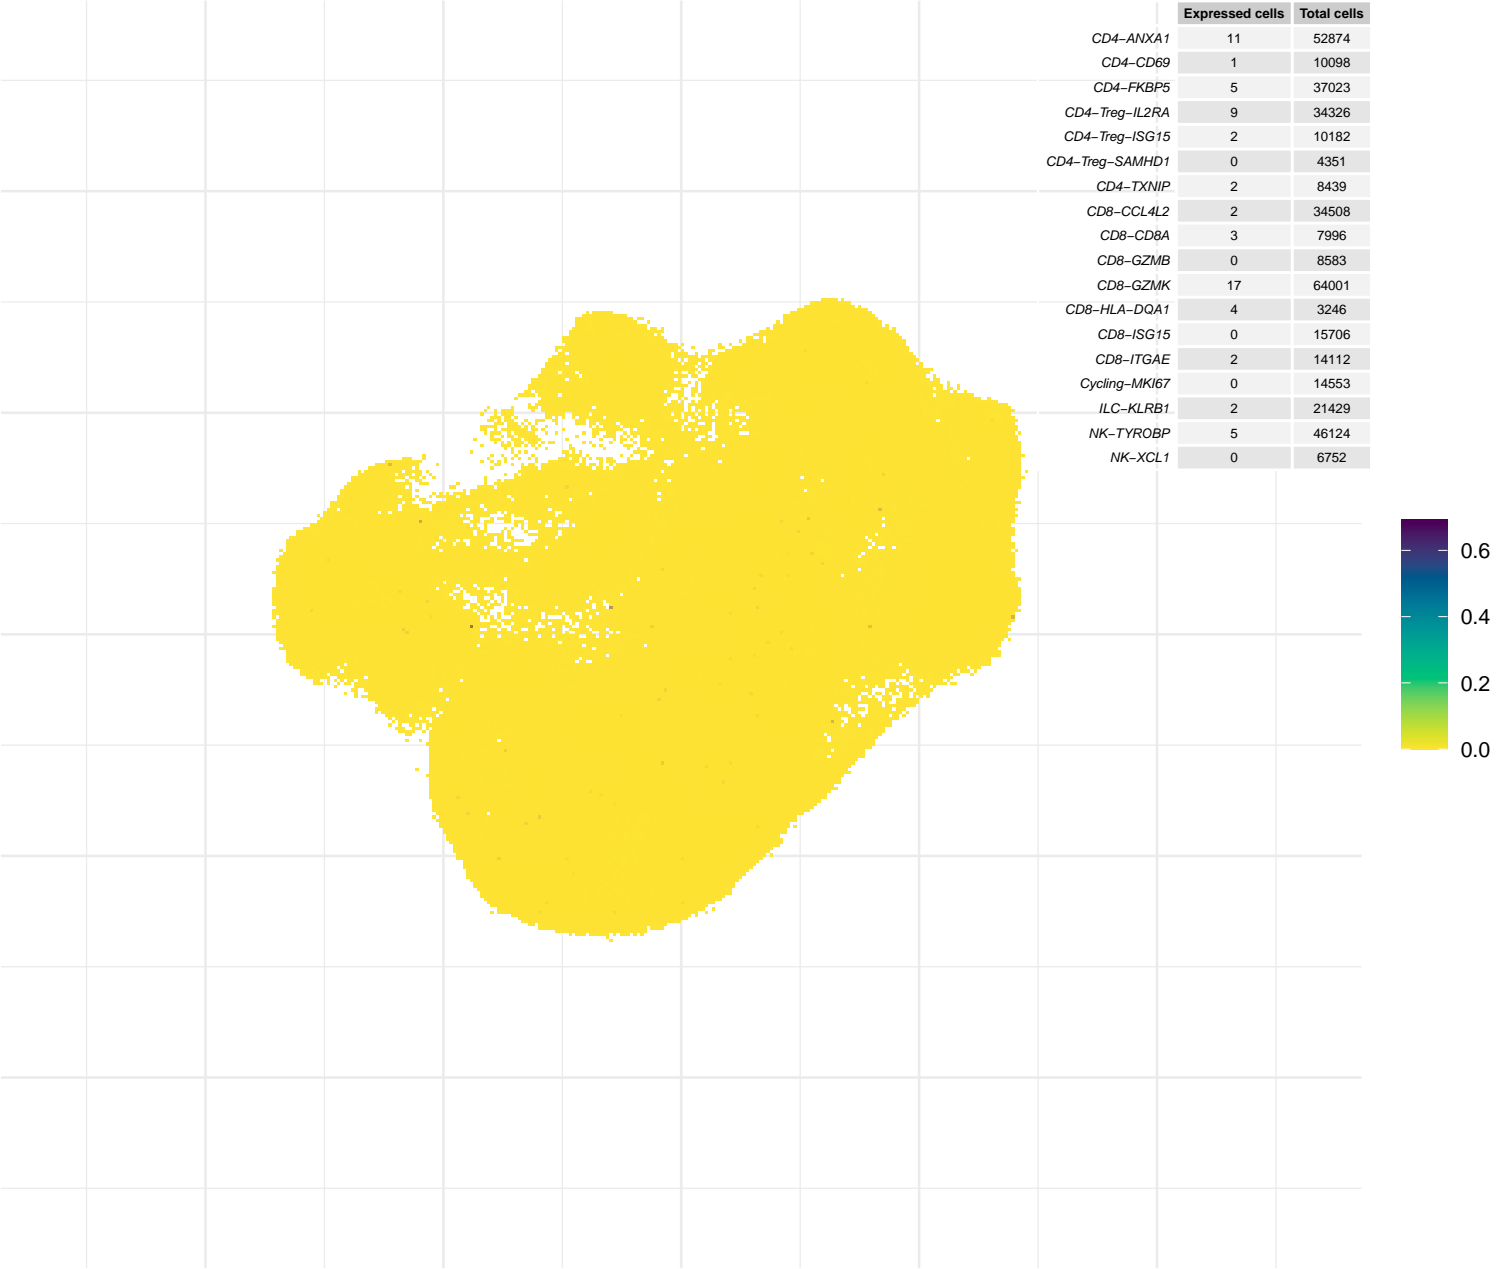 Expressed cells Total cells
CD4−ANXA1 11 52874
CD4−CD69 1 10098
CD4−FKBP5 5 37023
CD4−Treg−IL2RA 9 34326
CD4−Treg−ISG15 2 10182
CD4−Treg−SAMHD1 0 4351
CD4−TXNIP 2 8439
CD8−CCL4L2 2 34508
CD8−CD8A 3 7996
CD8−GZMB 0 8583
CD8−GZMK 17 64001
CD8−HLA−DQA1 4 3246
CD8−ISG15 0 15706
CD8−ITGAE 2 14112
Cycling−MKI67 0 14553
ILC−KLRB1 2 21429
NK−TYROBP 5 46124
NK−XCL1 0 6752
0.6
0.4
0.2
0.0